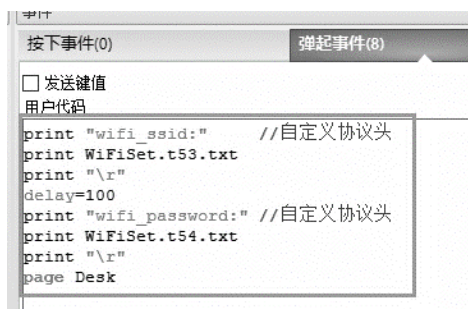 事件
按下事件(0)
弹起事件(8)
发送键值
用户代码
print "wifi_ssid:" //自定义协议头
print WiFiSet.t53.txt
print "\r"
delay=100
print "wifi_password:" //自定义协议头
print WiFiSet.t54.txt
print "\r"
page Desk